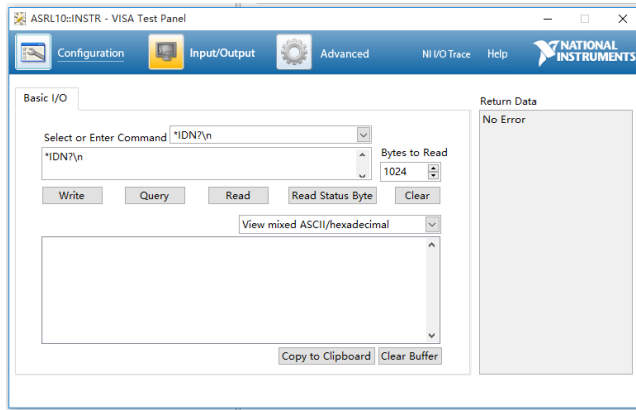 ASRL10::INSTR - VISA Test Panel
Configuration Input/Output Advanced NI I/O Trace Help NATIONAL INSTRUMENTS
Basic I/O
Return Data
No Error
Select or Enter Command *IDN?\n
*IDN?\n
Bytes to Read
1024
Write Query Read Read Status Byte Clear
View mixed ASCII/hexadecimal
Copy to Clipboard Clear Buffer